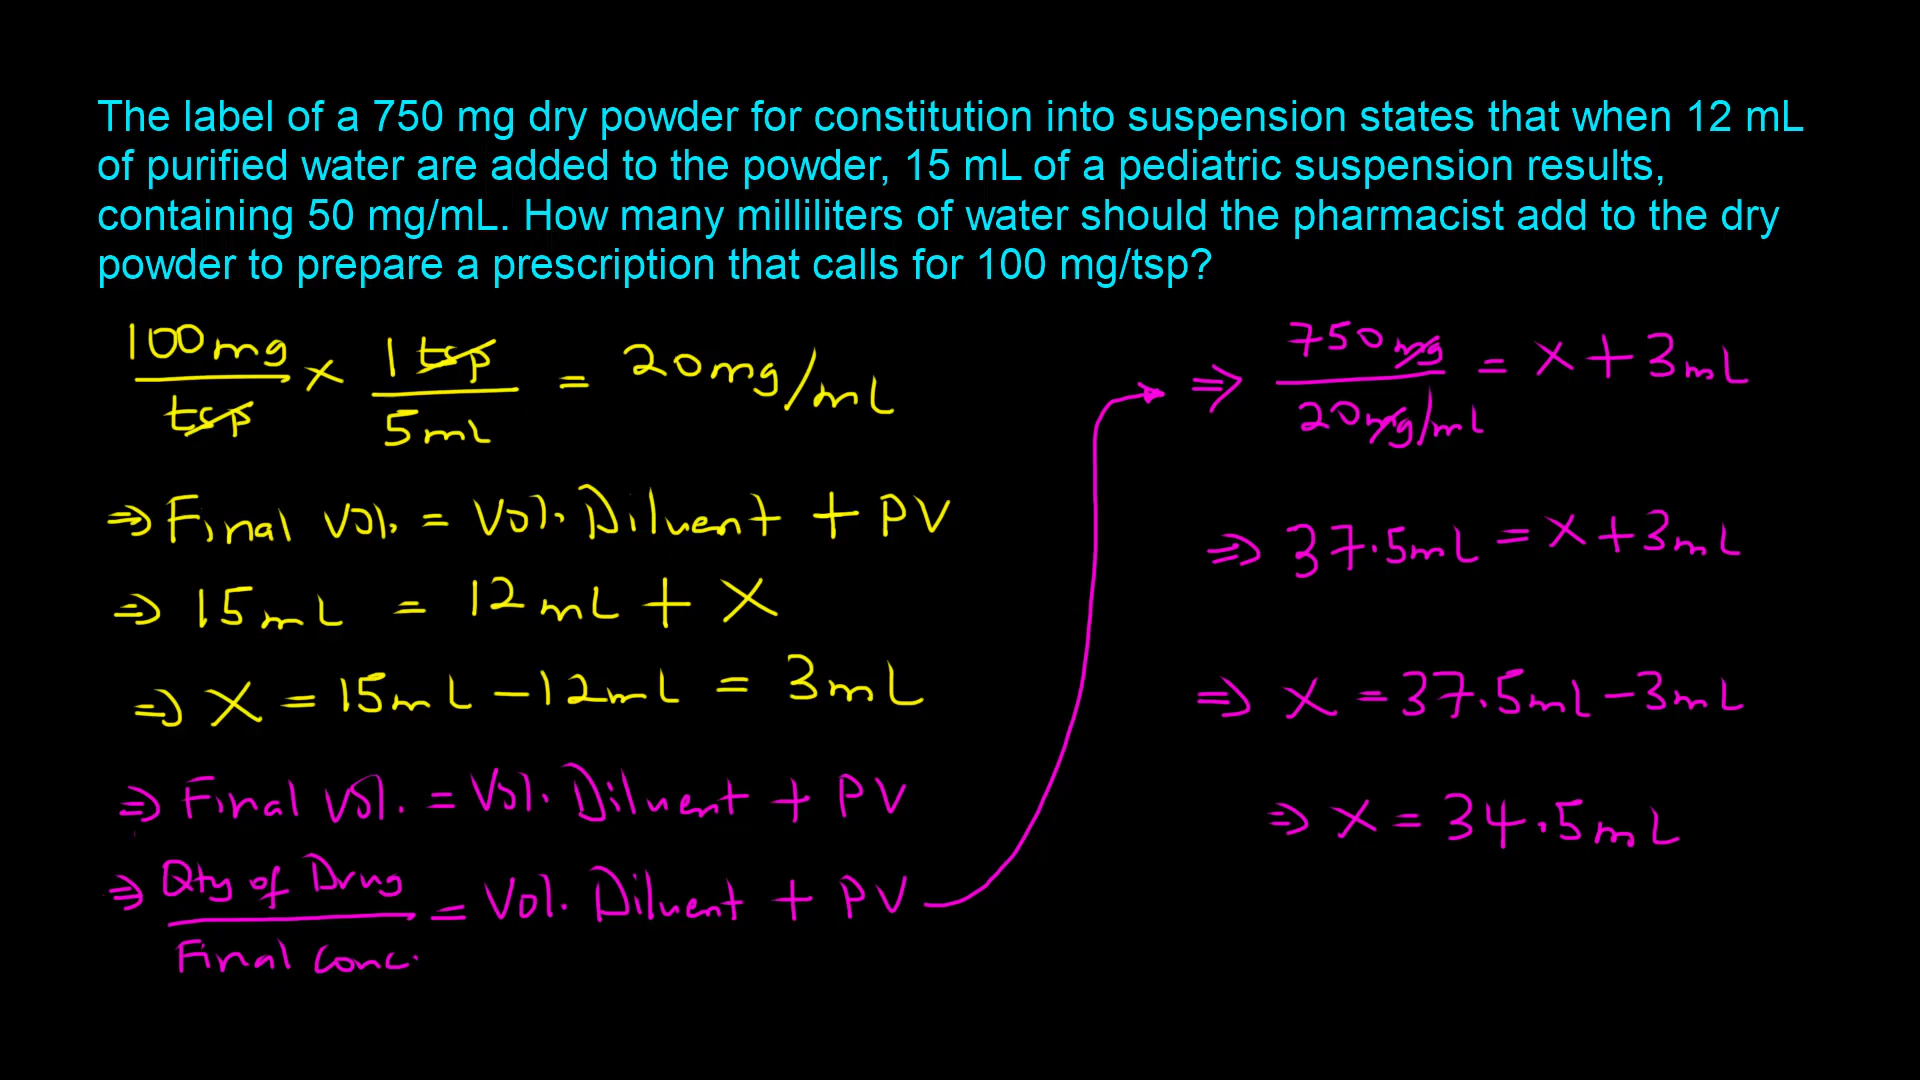 The label of a 750 mg dry powder for constitution into suspension states that when 12 mL
of purified water are added to the powder, 15 mL of a pediatric suspension results,
containing 50 mg/mL. How many milliliters of water should the pharmacist add to the dry
powder to prepare a prescription that calls for 100 mg/tsp?
100mg/tsp × 1 tsp/5mL = 20mg/mL
⇒ Final vol. = Vol. Diluent + PV
⇒ 15mL = 12mL + X
⇒ X = 15mL - 12mL = 3mL
⇒ Final vol. = Vol. Diluent + PV
⇒ Qty of Drug/Final conc. = Vol. Diluent + PV
⇒ 750mg/20mg/mL = X + 3mL
⇒ 37.5mL = X + 3mL
⇒ X = 37.5mL - 3mL
⇒ X = 34.5mL